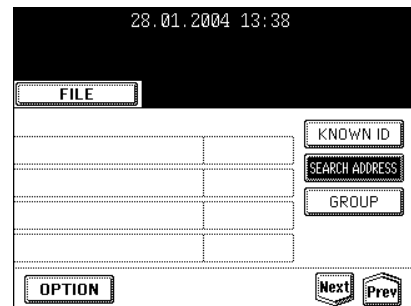 28.01.2004 13:38
FILE
KNOWN ID
SEARCH ADDRESS
GROUP
OPTION
Next Prev